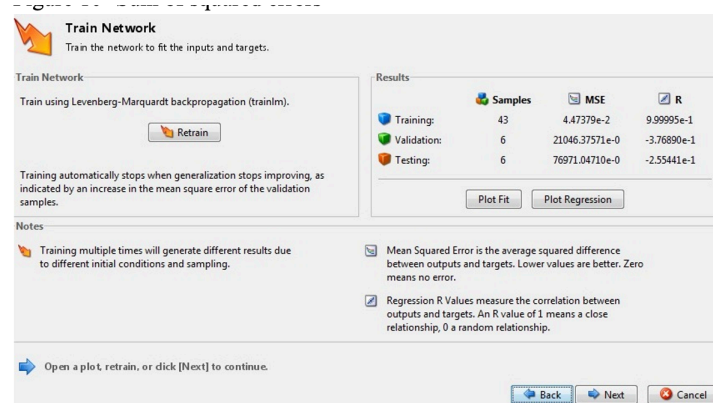 Train Network
Train the network to fit the inputs and targets.
Train Network
Train using Levenberg-Marquardt backpropagation (trainlm).
Retrain
Training automatically stops when generalization stops improving, as
indicated by an increase in the mean square error of the validation
samples.
Results
Samples MSE R
Training: 43 4.47379e-2 9.99995e-1
Validation: 6 21046.37571e-0 -3.76890e-1
Testing: 6 76971.04710e-0 -2.55441e-1
Plot Fit Plot Regression
Notes
Training multiple times will generate different results due
to different initial conditions and sampling.
Mean Squared Error is the average squared difference
between outputs and targets. Lower values are better. Zero
means no error.
Regression R Values measure the correlation between
outputs and targets. An R value of 1 means a close
relationship, 0 a random relationship.
Open a plot, retrain, or click [Next] to continue.
Back Next Cancel